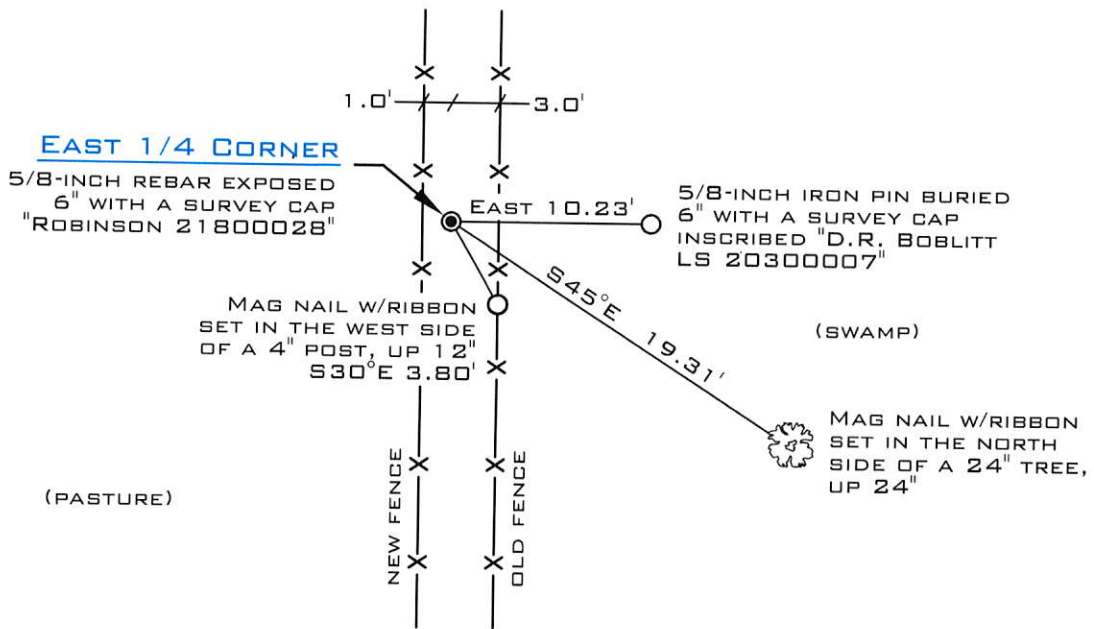 1.0'
3.0'
EAST 1/4 CORNER
5/8-INCH REBAR EXPOSED
6" WITH A SURVEY CAP
"ROBINSON 21800028"
EAST 10.23'
5/8-INCH IRON PIN BURIED
6" WITH A SURVEY CAP
INSCRIBED "D.R. BOBLITT
LS 20300007"
MAG NAIL W/RIBBON
SET IN THE WEST SIDE
OF A 4" POST, UP 12"
S30°E 3.80'
S45°E 19.31'
(SWAMP)
MAG NAIL W/RIBBON
SET IN THE NORTH
SIDE OF A 24" TREE,
UP 24"
(PASTURE)
NEW FENCE
OLD FENCE